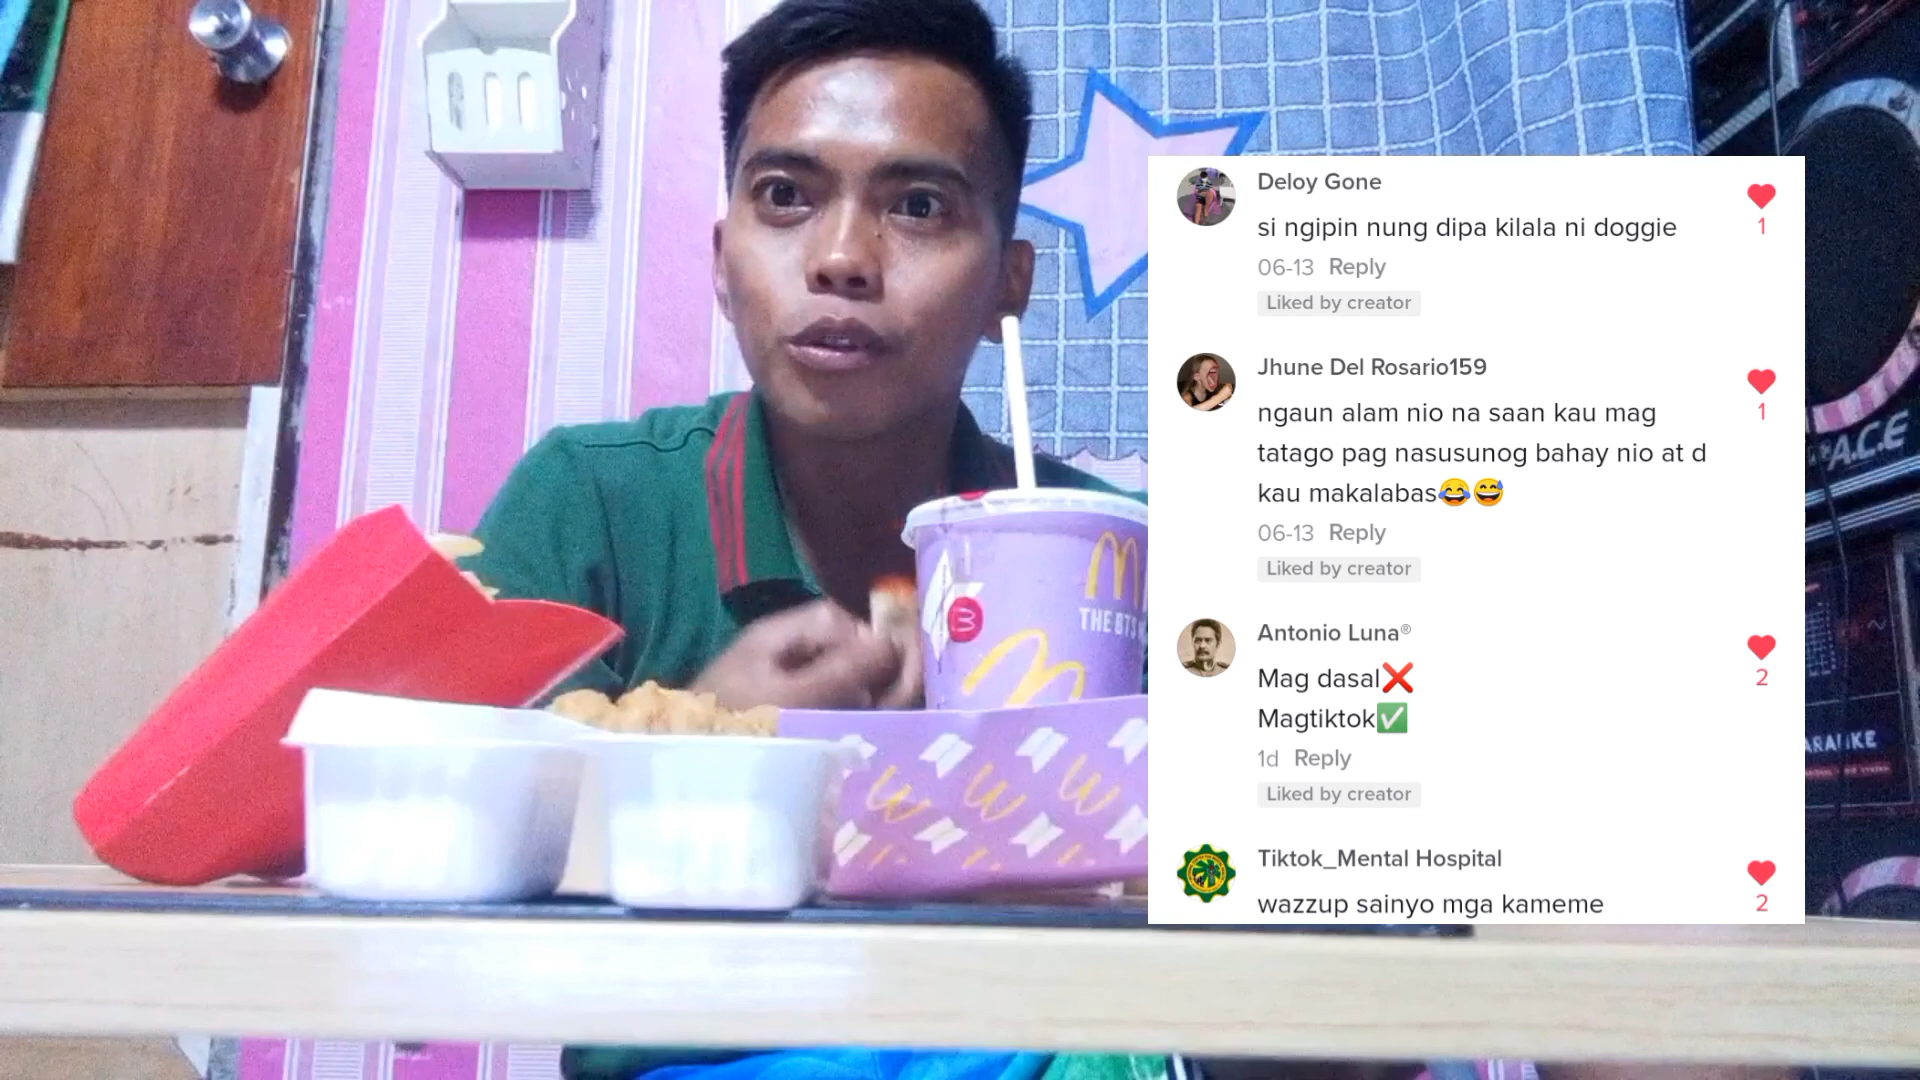 Deloy Gone
si ngipin nung dipa kilala ni doggie
1
06-13 Reply
Liked by creator
Jhune Del Rosario159
ngaun alam nio na saan kau mag
1
tatago pag nasusunog bahay nio at d
kau makalabas😂😅
06-13 Reply
Liked by creator
Antonio Luna®
Mag dasal❌
2
Magtiktok✅
1d Reply
Liked by creator
Tiktok_Mental Hospital
wazzup sainyo mga kameme
2
THE BTS